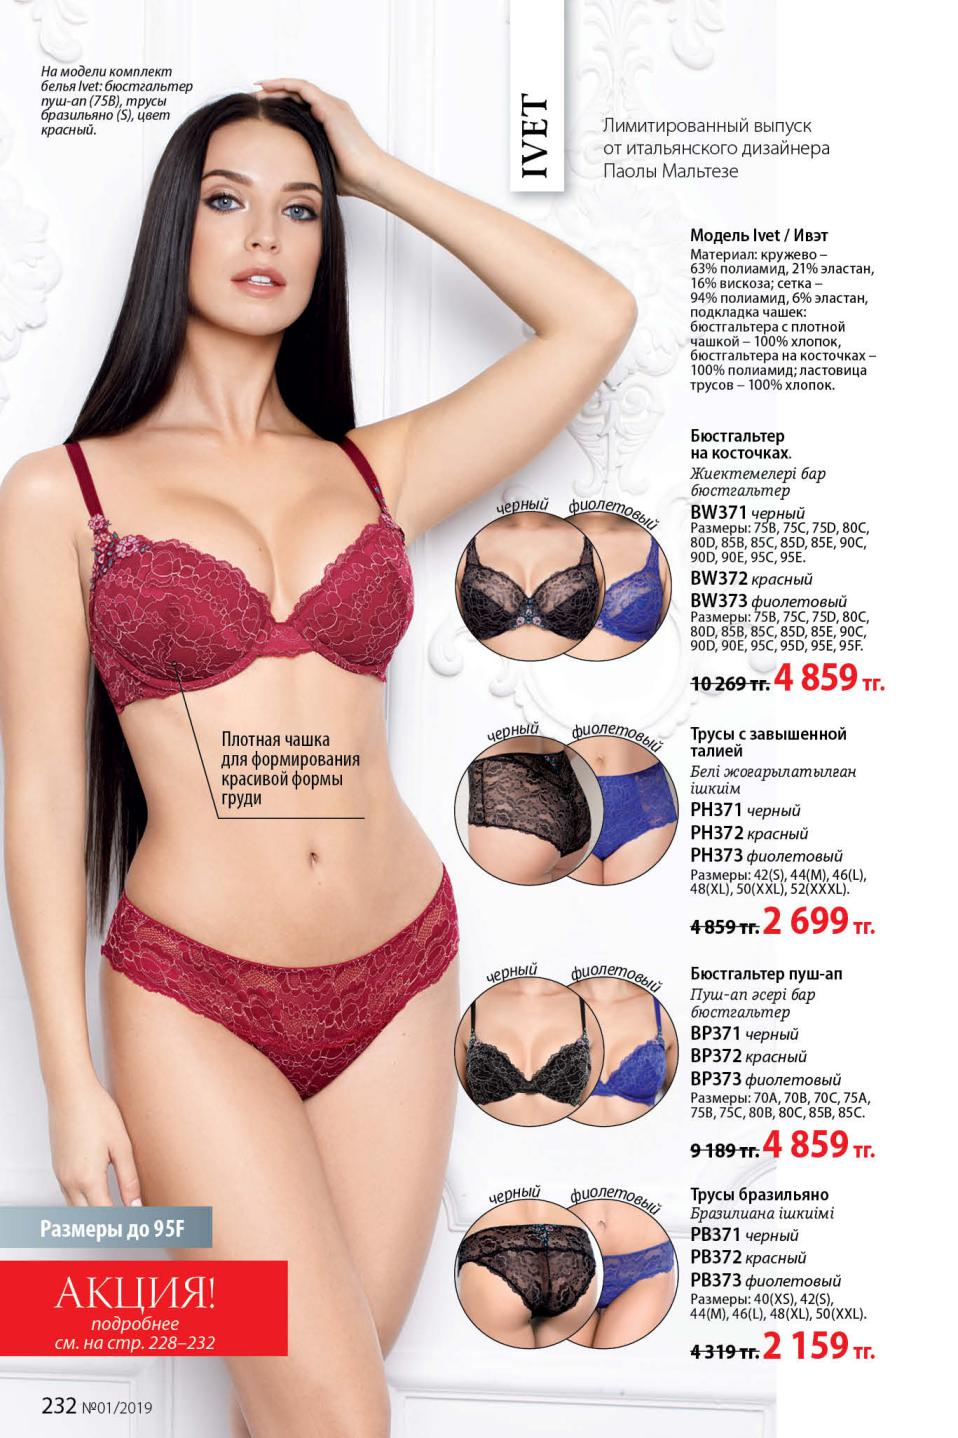 На модели комплект
белья Ivet: бюстгальтер
пуш-ап (75В), трусы
бразильяно (S), цвет
красный.
IVET
Лимитированный выпуск
от итальянского дизайнера
Паолы Мальтезе
Модель Ivet / Ивэт
Материал: кружево –
63% полиамид, 21% эластан,
16% вискоза; сетка –
94% полиамид, 6% эластан,
подкладка чашек:
бюстгальтера с плотной
чашкой – 100% хлопок,
бюстгальтера на косточках –
100% полиамид; ластовица
трусов – 100% хлопок.
черный фиолетовый
Бюстгальтер
на косточках.
Жиектемелері бар
бюстгальтер
BW371 черный
Размеры: 75B, 75C, 75D, 80C,
80D, 85B, 85C, 85D, 85E, 90C,
90D, 90E, 95C, 95E.
BW372 красный
BW373 фиолетовый
Размеры: 75B, 75C, 75D, 80C,
80D, 85B, 85C, 85D, 85E, 90C,
90D, 90E, 95C, 95D, 95E, 95F.
10 269 тг. 4 859 тг.
Плотная чашка
для формирования
красивой формы
груди
черный фиолетовый
Трусы с завышенной
талией
Белі жоғарылатылған
ішкиім
PH371 черный
PH372 красный
PH373 фиолетовый
Размеры: 42(S), 44(M), 46(L),
48(XL), 50(XXL), 52(XXXL).
4 859 тг. 2 699 тг.
черный фиолетовый
Бюстгальтер пуш-ап
Пуш-ап әсері бар
бюстгальтер
BP371 черный
BP372 красный
BP373 фиолетовый
Размеры: 70A, 70B, 70C, 75A,
75B, 75C, 80B, 80C, 85B, 85C.
9 189 тг. 4 859 тг.
черный фиолетовый
Трусы бразильяно
Бразилиана ішкиімі
PB371 черный
PB372 красный
PB373 фиолетовый
Размеры: 40(XS), 42(S),
44(M), 46(L), 48(XL), 50(XXL).
4 319 тг. 2 159 тг.
Размеры до 95F
АКЦИЯ!
подробнее
см. на стр. 228–232
232 №01/2019